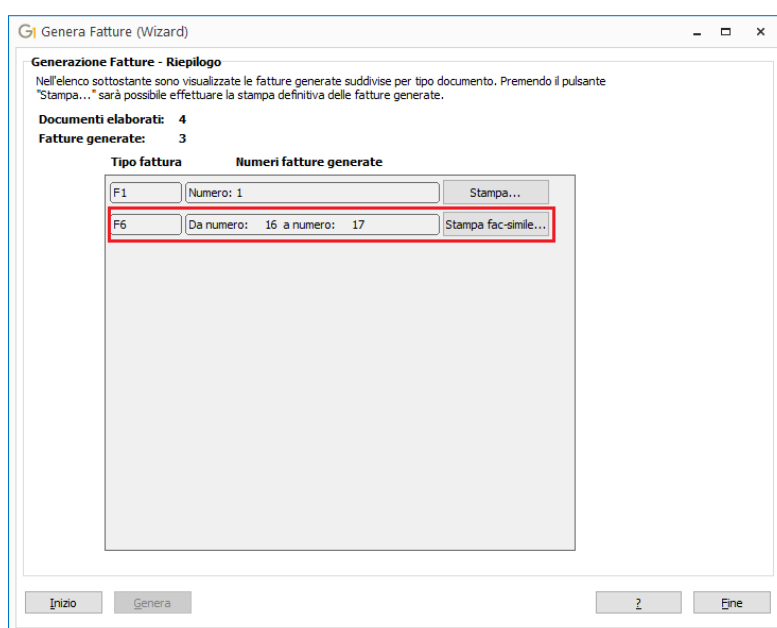 G1 Genera Fatture (Wizard)
Generazione Fatture - Riepilogo
Nell'elenco sottostante sono visualizzate le fatture generate suddivise per tipo documento. Premendo il pulsante
"Stampa..." sarà possibile effettuare la stampa definitiva delle fatture generate.
Documenti elaborati: 4
Fatture generate: 3
Tipo fattura Numeri fatture generate
F1 Numero: 1 Stampa...
F6 Da numero: 16 a numero: 17 Stampa fac-simile...
Inizio Genera ? Fine